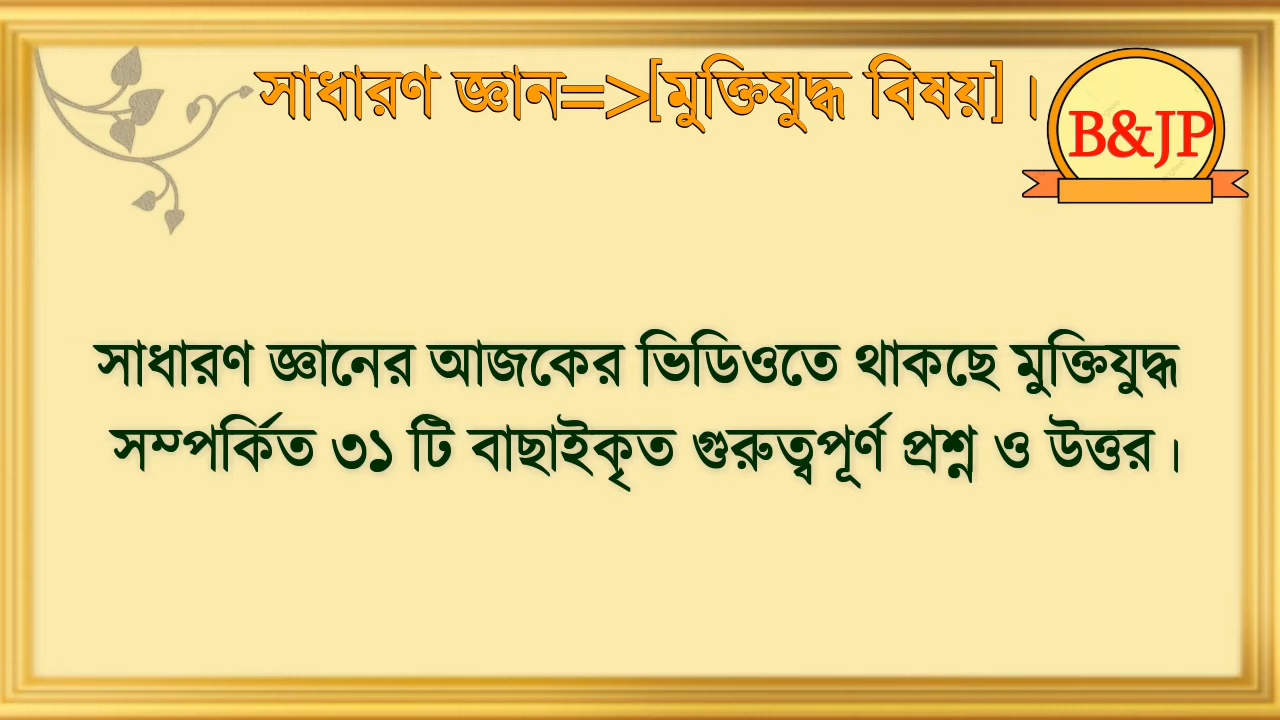 সাধারণ জ্ঞান=>[মুক্তিযুদ্ধ বিষয়]।
B&JP
সাধারণ জ্ঞানের আজকের ভিডিওতে থাকছে মুক্তিযুদ্ধ
সম্পর্কিত ৩১ টি বাছাইকৃত গুরুত্বপূর্ণ প্রশ্ন ও উত্তর।